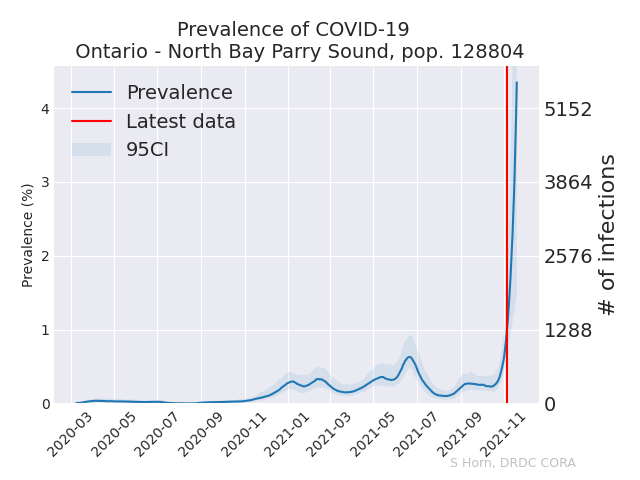 Prevalence of COVID-19
Ontario - North Bay Parry Sound, pop. 128804
Prevalence
Latest data
95CI
Prevalence (%)
4
3
2
1
0
5152
3864
2576
1288
0
# of infections
2020-03
2020-05
2020-07
2020-09
2020-11
2021-01
2021-03
2021-05
2021-07
2021-09
2021-11
S Horn, DRDC CORA